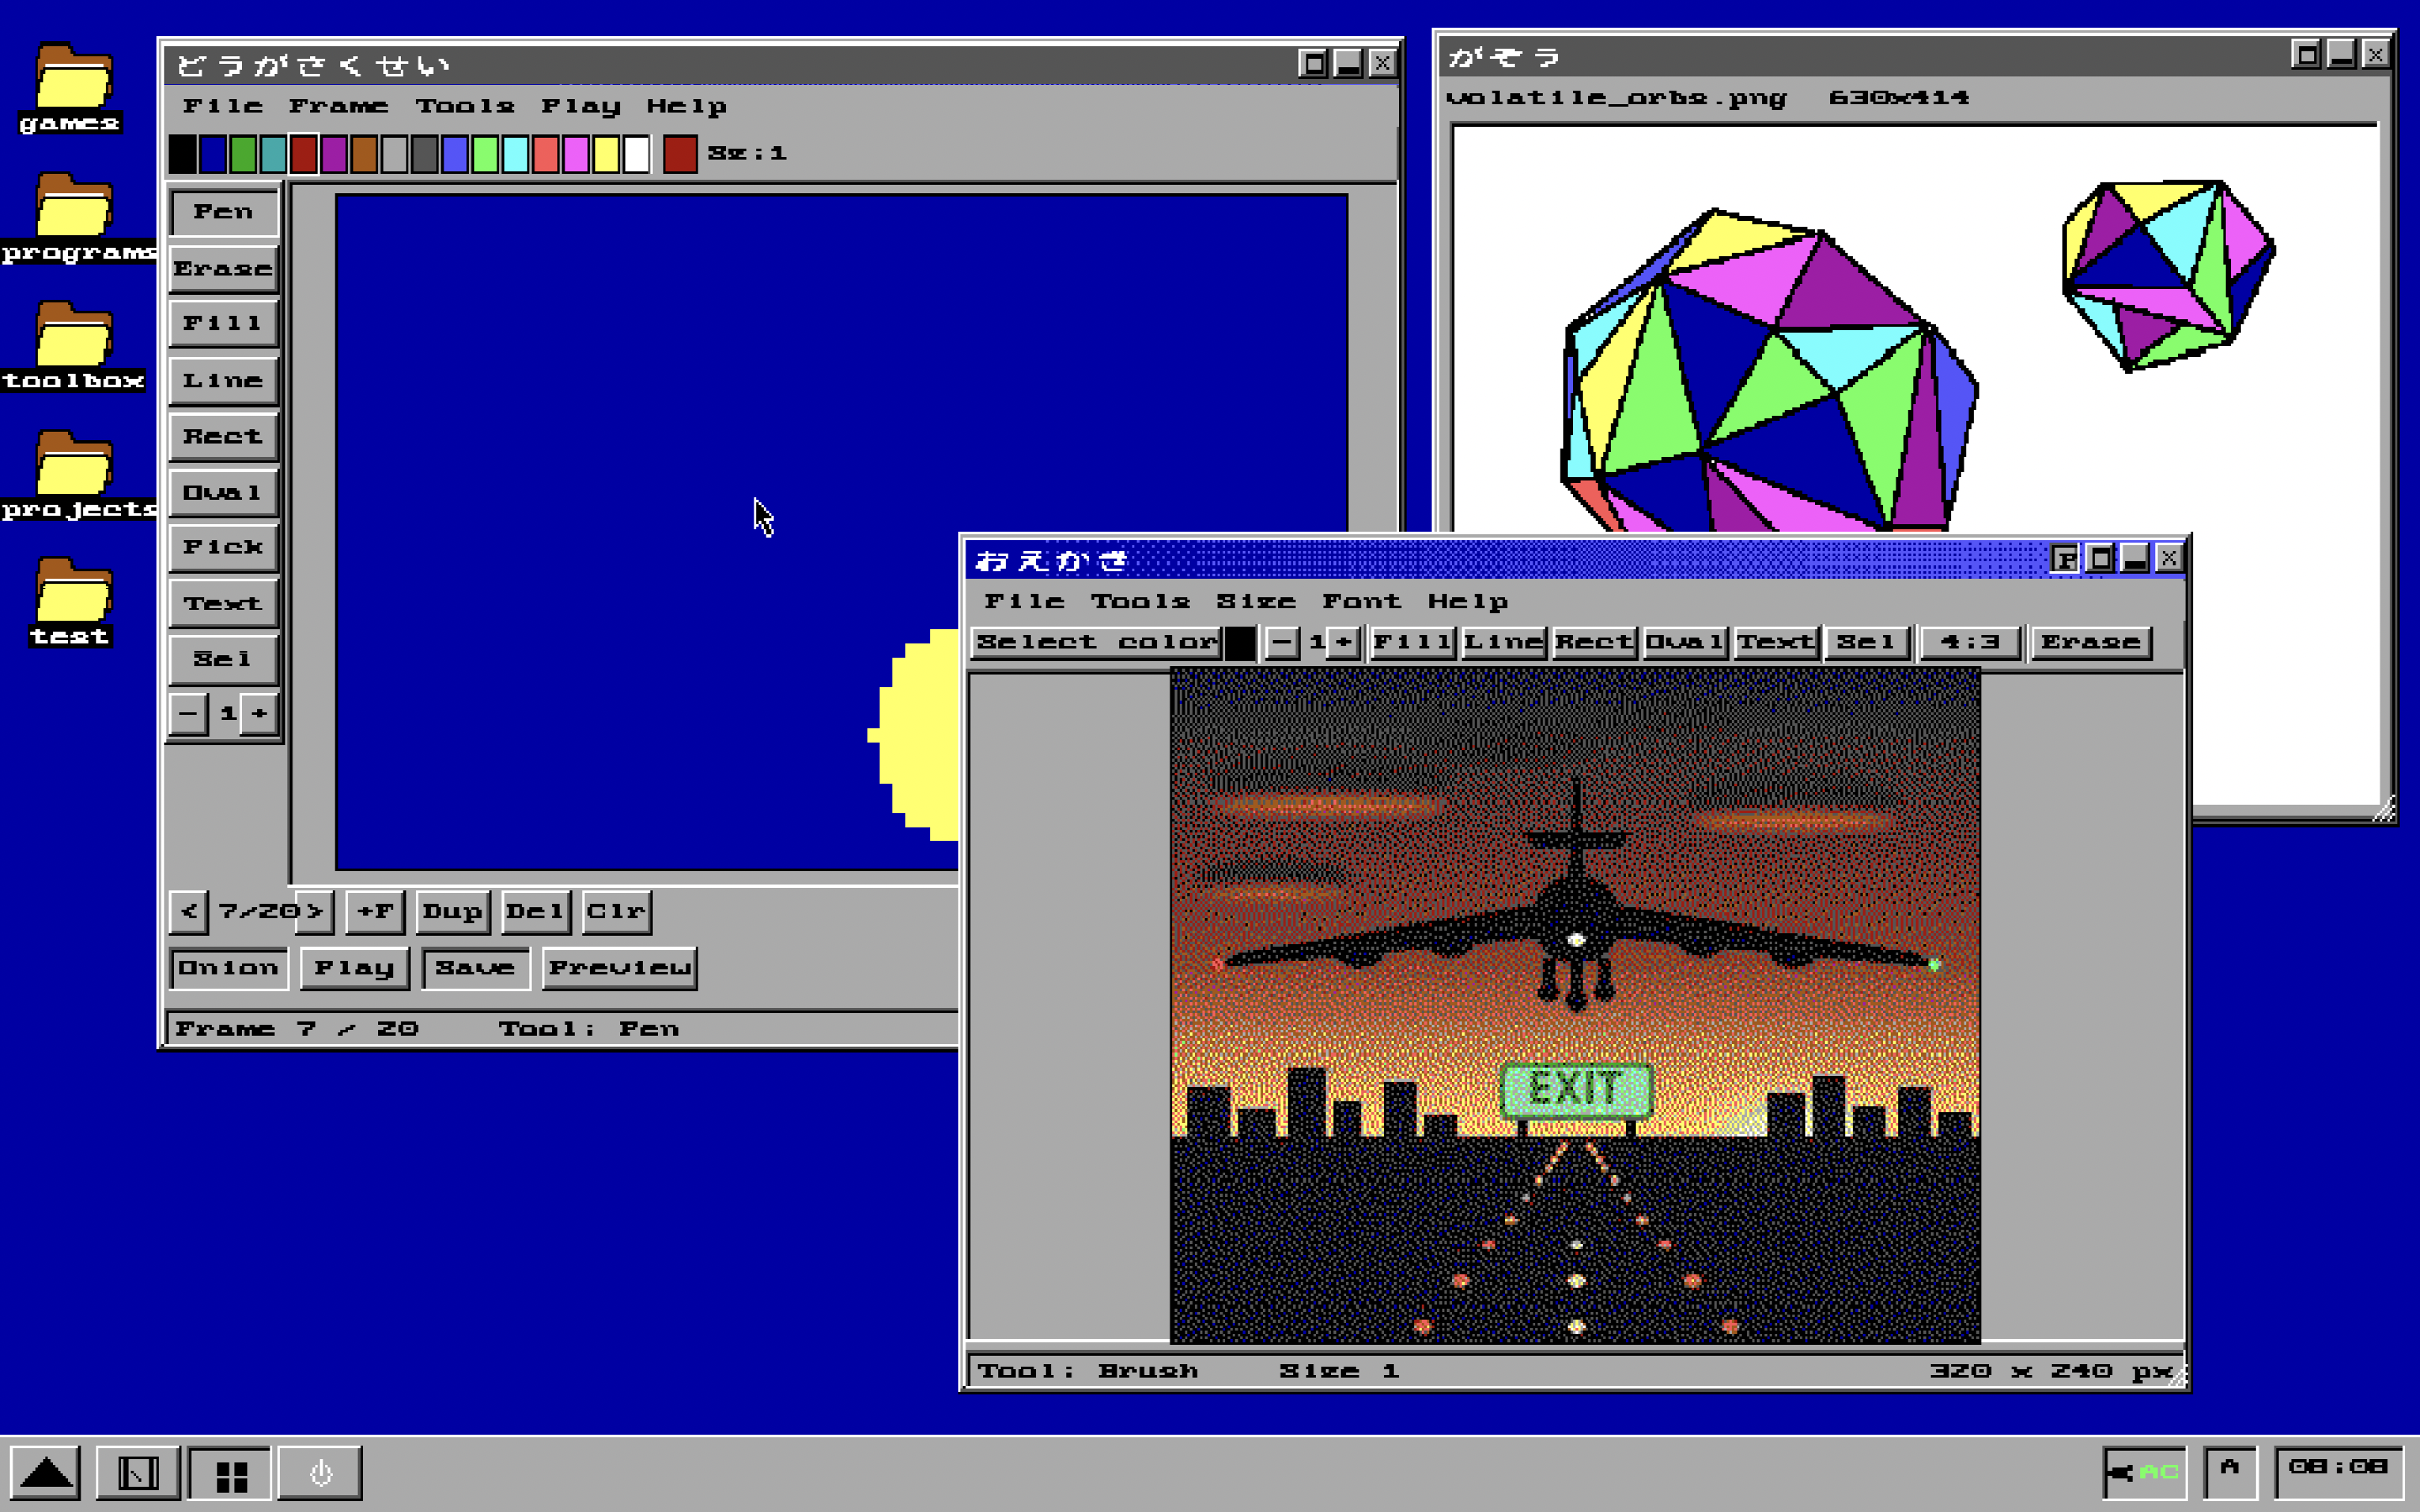 games
programs
toolbox
projects
test
どうがさくせい
File Frame Tools Play Help
Sz:1
Pen
Erase
Fill
Line
Rect
Oval
Pick
Text
Sel
- 1 +
< 7/20 > +F Dup Del Clr
Onion Play Save Preview
Frame 7 / 20 Tool: Pen
がぞう
volatile_orbs.png 630x414
おえかき
P
File Tools Size Font Help
Select color - 1 + Fill Line Rect Oval Text Sel 4:3 Erase
EXIT
Tool: Brush Size 1 320 x 240 px
AC A 08:08